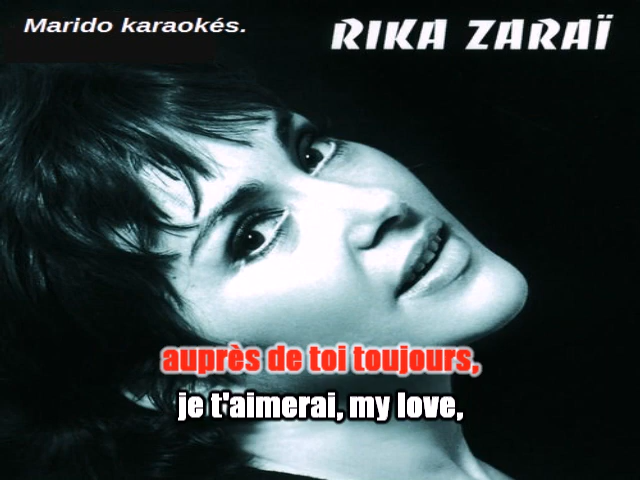 Marido karaokés.
RIKA ZARAÏ
auprès de toi toujours,
je t'aimerai, my love,